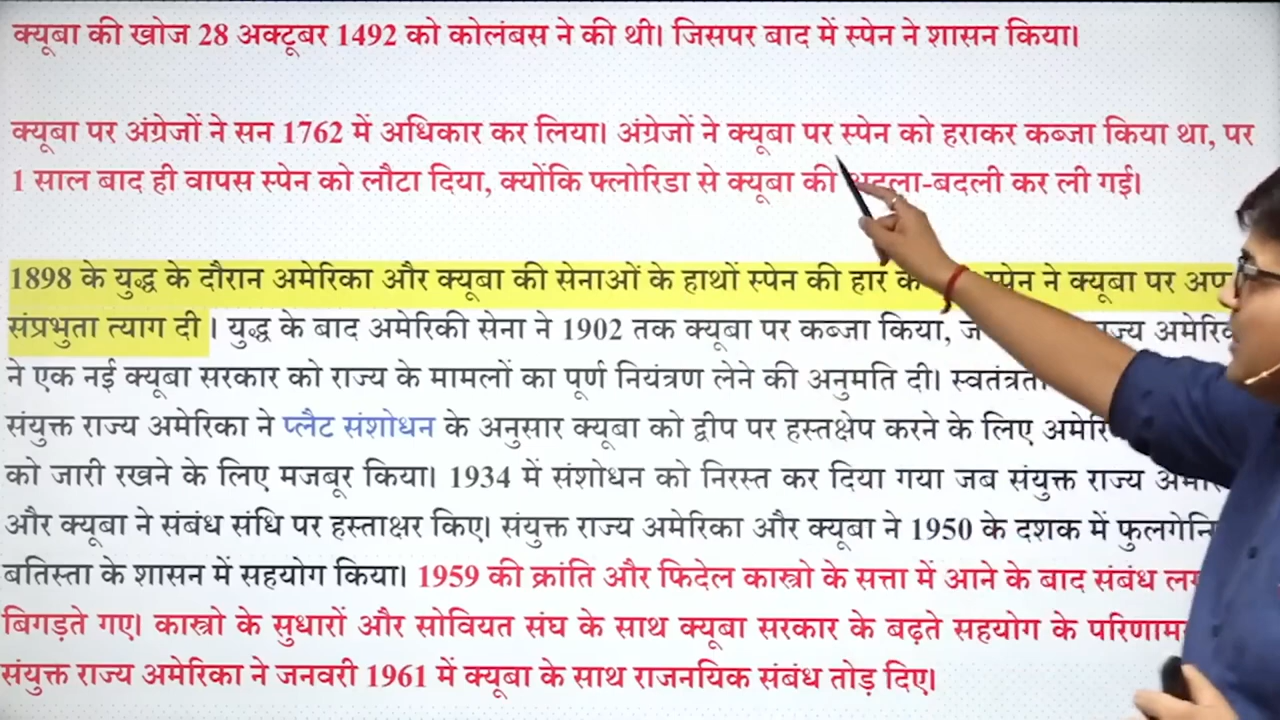 क्यूबा की खोज 28 अक्टूबर 1492 को कोलंबस ने की थी। जिसपर बाद में स्पेन ने शासन किया।
क्यूबा पर अंग्रेजों ने सन 1762 में अधिकार कर लिया। अंग्रेजों ने क्यूबा पर स्पेन को हराकर कब्जा किया था, पर
1 साल बाद ही वापस स्पेन को लौटा दिया, क्योंकि फ्लोरिडा से क्यूबा की अदला-बदली कर ली गई।
1898 के युद्ध के दौरान अमेरिका और क्यूबा की सेनाओं के हाथों स्पेन की हार स्पेन ने क्यूबा पर
संप्रभुता त्याग दी। युद्ध के बाद अमेरिकी सेना ने 1902 तक क्यूबा पर कब्जा किया,
ने एक नई क्यूबा सरकार को राज्य के मामलों का पूर्ण नियंत्रण लेने की अनुमति दी।
संयुक्त राज्य अमेरिका ने प्लैट संशोधन के अनुसार क्यूबा को द्वीप पर हस्तक्षेप करने के लिए
को जारी रखने के लिए मजबूर किया। 1934 में संशोधन को निरस्त कर दिया गया जब संयुक्त राज्य
और क्यूबा ने संबंध संधि पर हस्ताक्षर किए। संयुक्त राज्य अमेरिका और क्यूबा ने 1950 के दशक में
बतिस्ता के शासन में सहयोग किया। 1959 की क्रांति और फिदेल कास्त्रो के सत्ता में आने के बाद संबंध
बिगड़ते गए। कास्त्रो के सुधारों और सोवियत संघ के साथ क्यूबा सरकार के बढ़ते सहयोग के
संयुक्त राज्य अमेरिका ने जनवरी 1961 में क्यूबा के साथ राजनयिक संबंध तोड़ दिए।